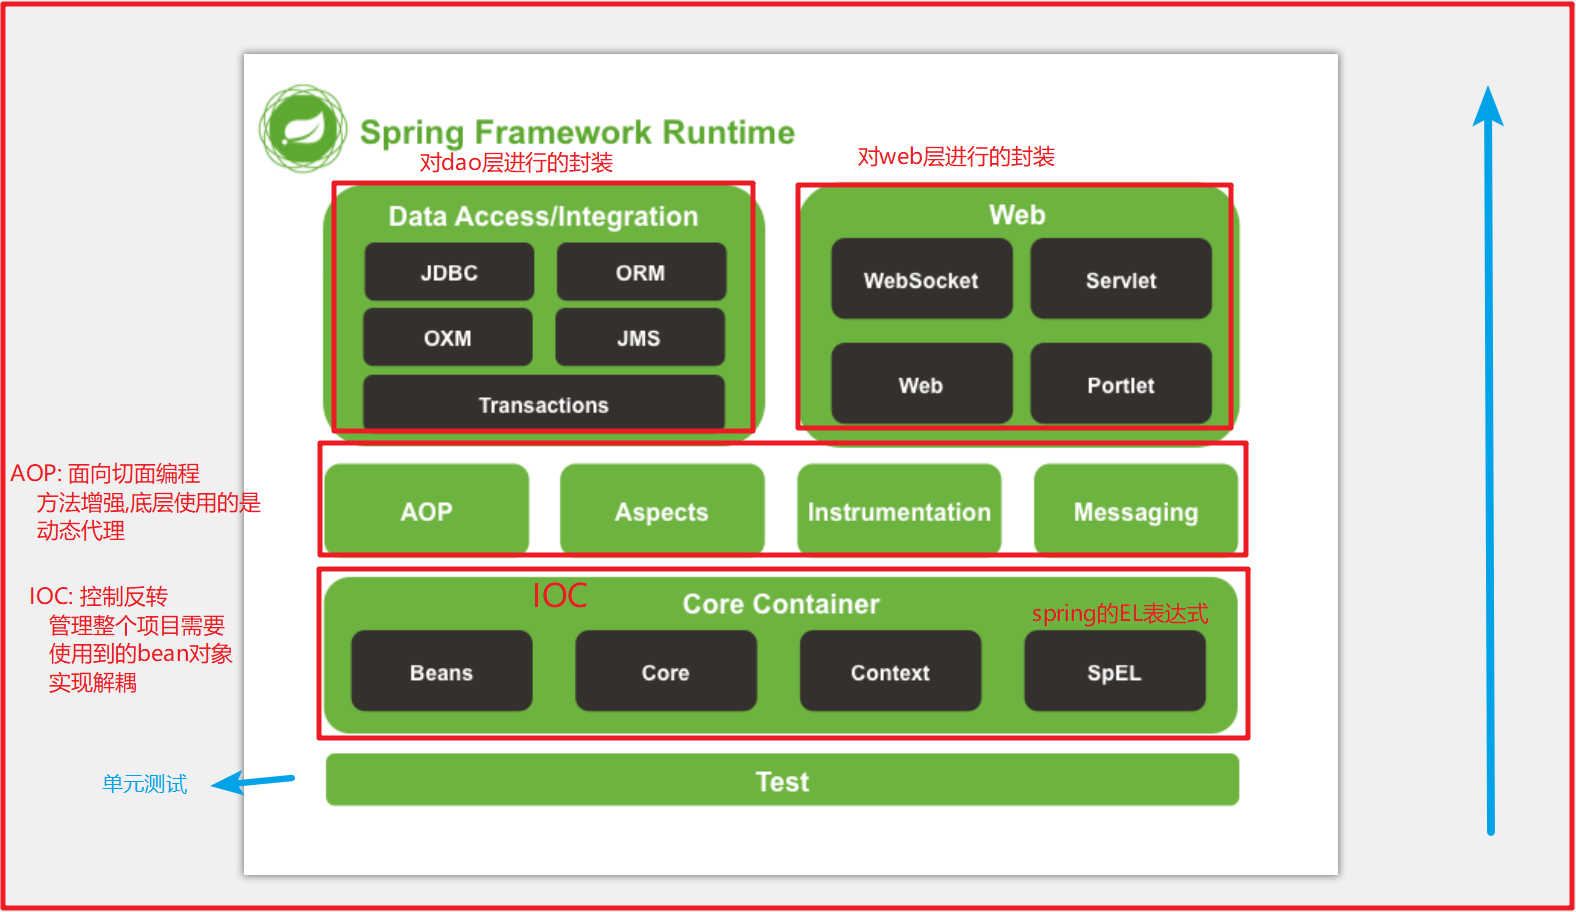 Spring Framework Runtime
对dao层进行的封装
对web层进行的封装
Data Access/Integration
JDBC
ORM
OXM
JMS
Transactions
Web
WebSocket
Servlet
Web
Portlet
AOP: 面向切面编程
方法增强,底层使用的是
动态代理
AOP
Aspects
Instrumentation
Messaging
IOC: 控制反转
管理整个项目需要
使用到的bean对象
实现解耦
IOC
Core Container
spring的EL表达式
Beans
Core
Context
SpEL
单元测试
Test